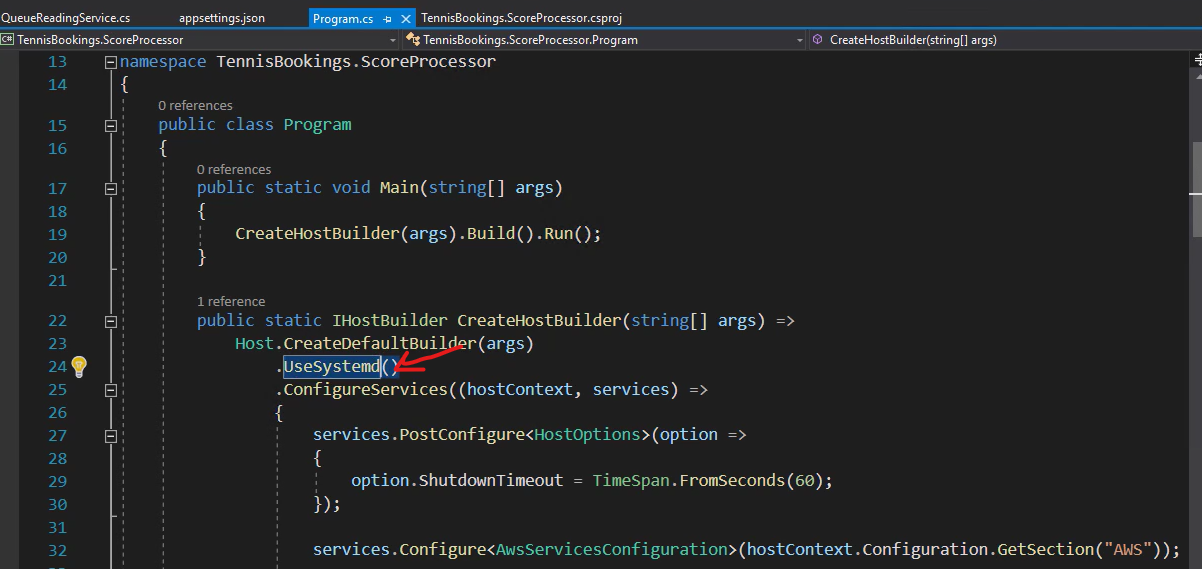 QueueReadingService.cs appsettings.json Program.cs TennisBookings.ScoreProcessor.csproj
C# TennisBookings.ScoreProcessor TennisBookings.ScoreProcessor.Program CreateHostBuilder(string[] args)
13 namespace TennisBookings.ScoreProcessor
14 {
0 references
15 public class Program
16 {
0 references
17 public static void Main(string[] args)
18 {
19 CreateHostBuilder(args).Build().Run();
20 }
21
1 reference
22 public static IHostBuilder CreateHostBuilder(string[] args) =>
23 Host.CreateDefaultBuilder(args)
24 .UseSystemd()
25 .ConfigureServices((hostContext, services) =>
26 {
27 services.PostConfigure<HostOptions>(option =>
28 {
29 option.ShutdownTimeout = TimeSpan.FromSeconds(60);
30 });
31
32 services.Configure<AwsServicesConfiguration>(hostContext.Configuration.GetSection("AWS"));